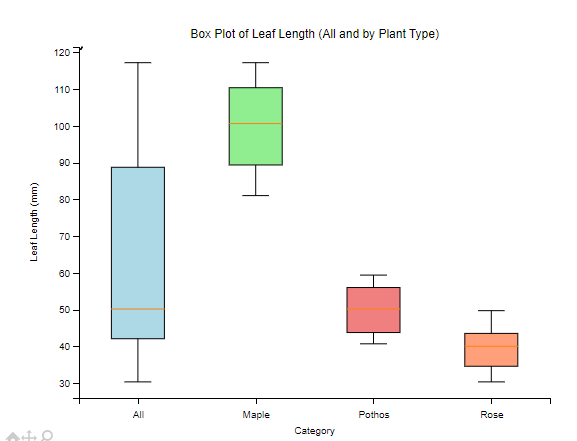 Box Plot of Leaf Length (All and by Plant Type)
120
110
100
90
80
70
60
50
40
30
Leaf Length (mm)
All Maple Pothos Rose
Category